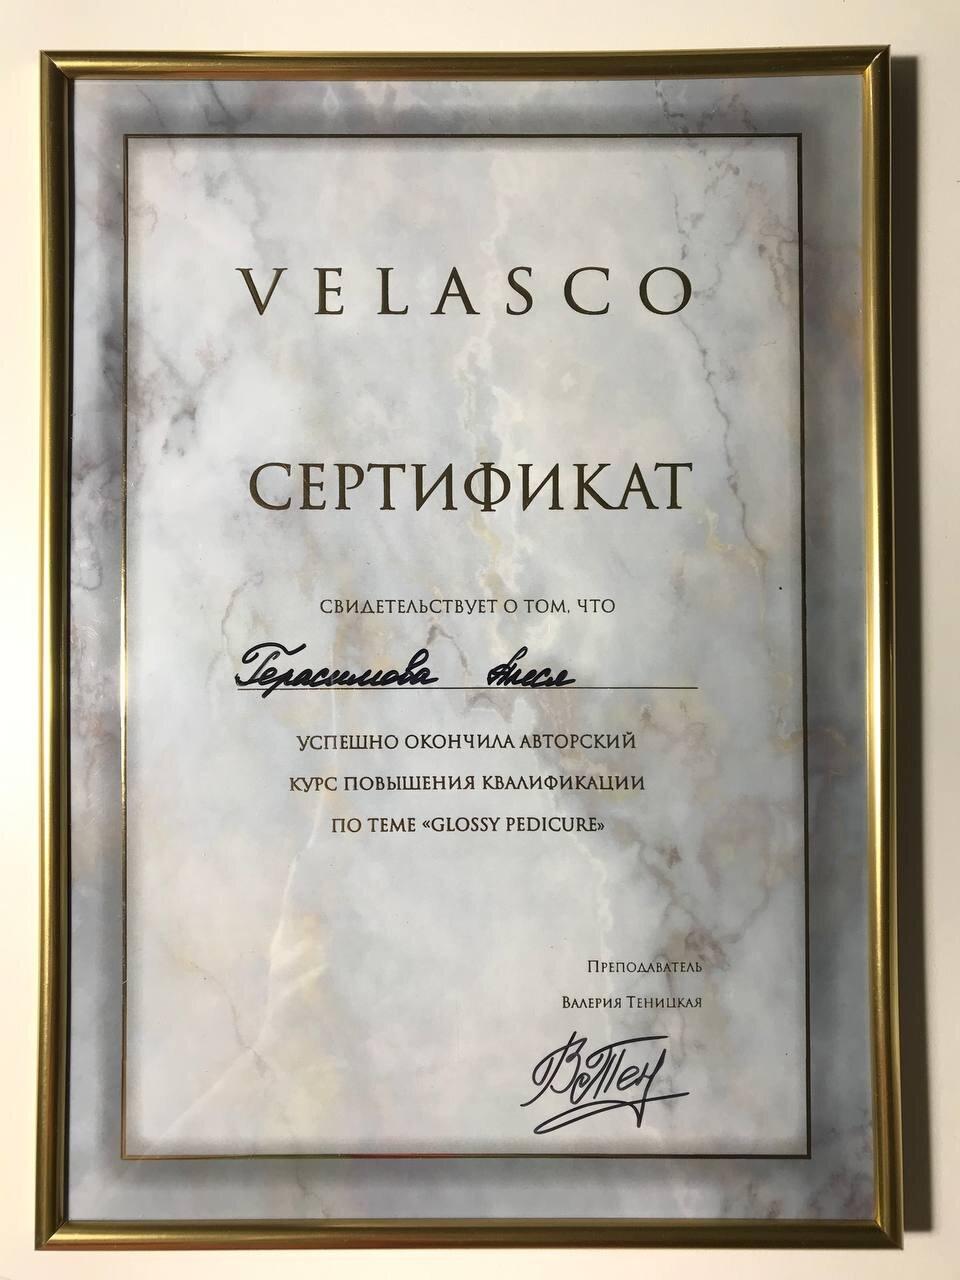 VELASCO
СЕРТИФИКАТ
СВИДЕТЕЛЬСТВУЕТ О ТОМ, ЧТО
Герасимова Алеся
УСПЕШНО ОКОНЧИЛА АВТОРСКИЙ
КУРС ПОВЫШЕНИЯ КВАЛИФИКАЦИИ
ПО ТЕМЕ «GLOSSY PEDICURE»
ПРЕПОДАВАТЕЛЬ
ВАЛЕРИЯ ТЕНИЦКАЯ